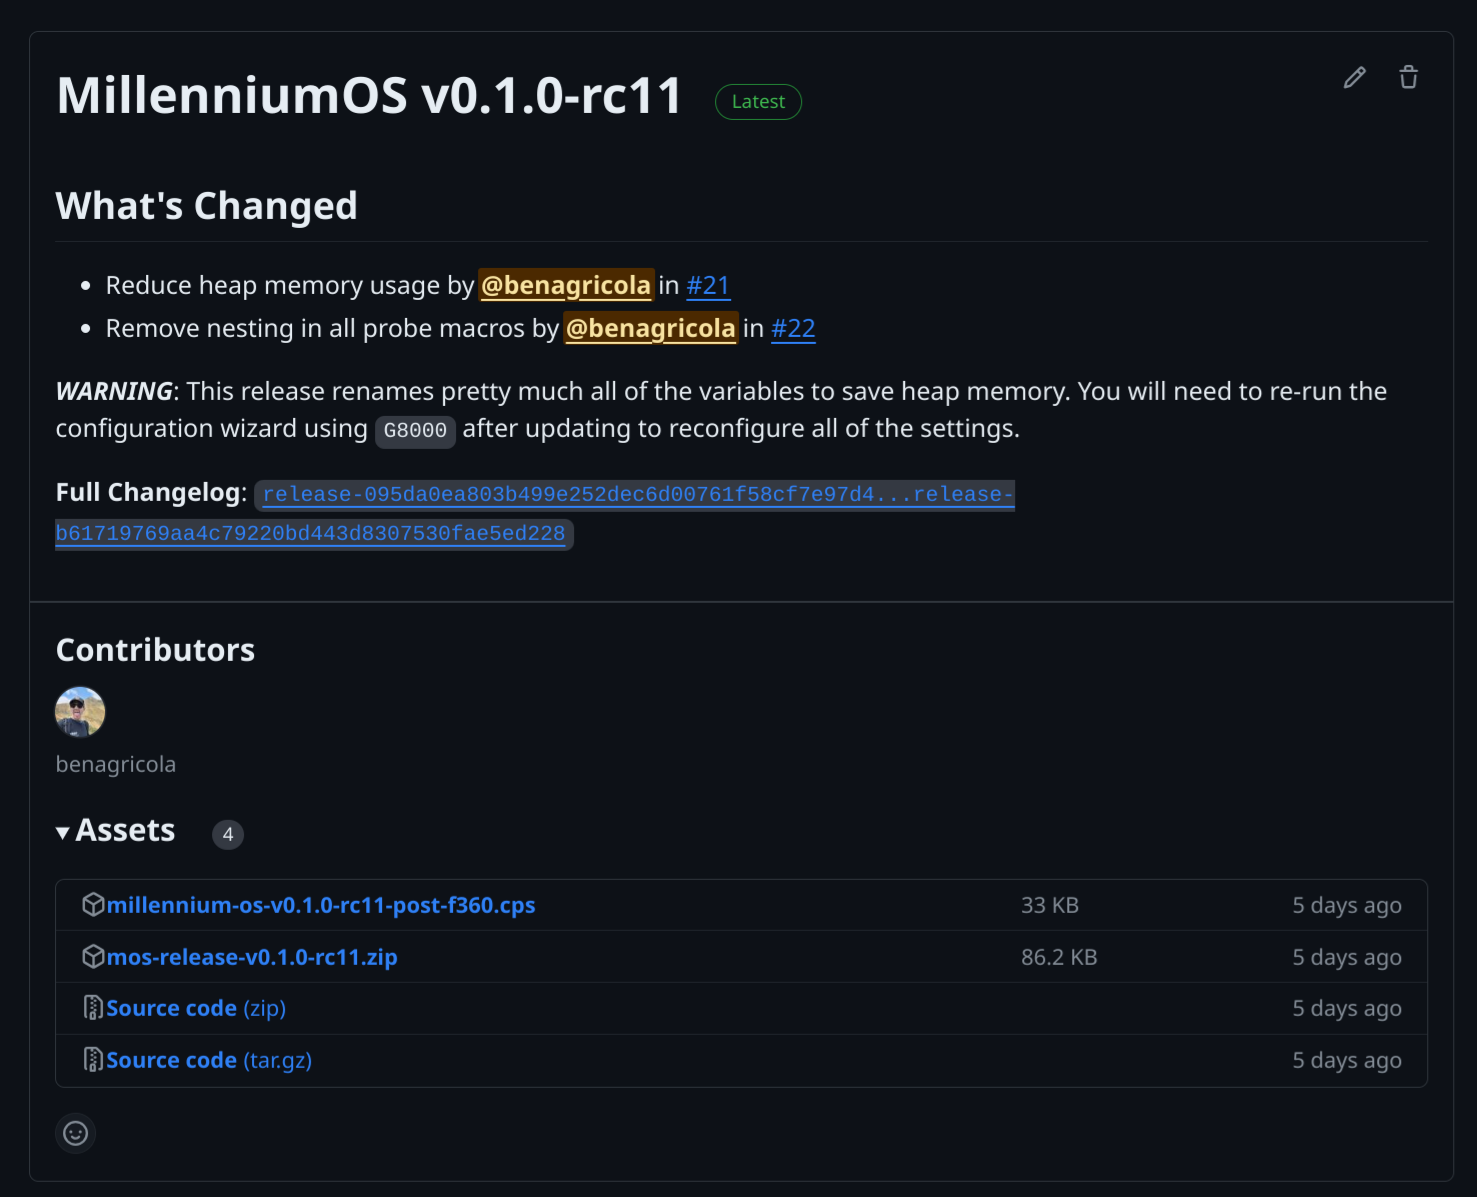 MillenniumOS v0.1.0-rc11 Latest
What's Changed
Reduce heap memory usage by @benagricola in #21
Remove nesting in all probe macros by @benagricola in #22
WARNING: This release renames pretty much all of the variables to save heap memory. You will need to re-run the
configuration wizard using G8000 after updating to reconfigure all of the settings.
Full Changelog: release-095da0ea803b499e252dec6d00761f58cf7e97d4...release-
b61719769aa4c79220bd443d8307530fae5ed228
Contributors
benagricola
Assets 4
millennium-os-v0.1.0-rc11-post-f360.cps 33 KB 5 days ago
mos-release-v0.1.0-rc11.zip 86.2 KB 5 days ago
Source code (zip) 5 days ago
Source code (tar.gz) 5 days ago